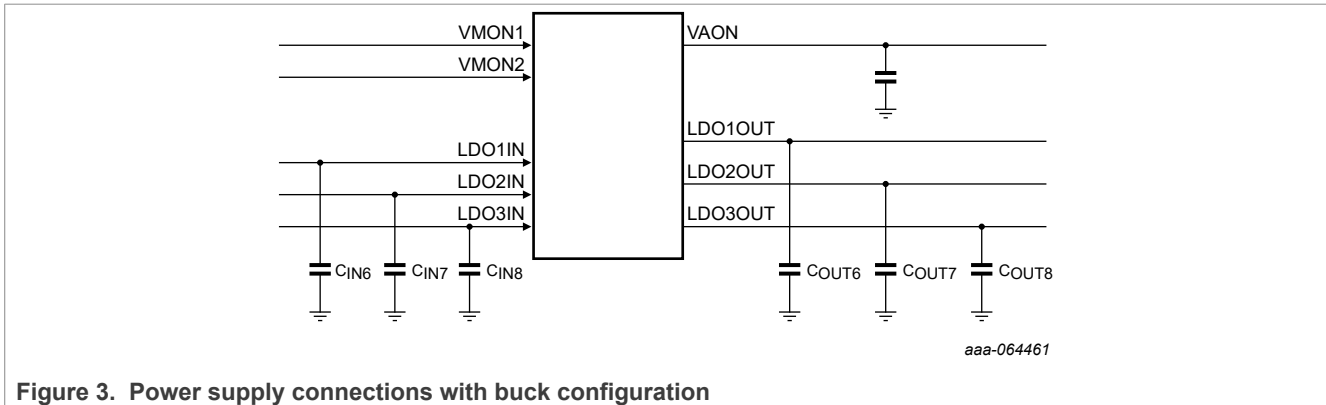 VMON1
VMON2
LDO1IN
LDO2IN
LDO3IN
VAON
LDO1OUT
LDO2OUT
LDO3OUT
CIN6 CIN7 CIN8 COUT6 COUT7 COUT8
aaa-064461
Figure 3. Power supply connections with buck configuration